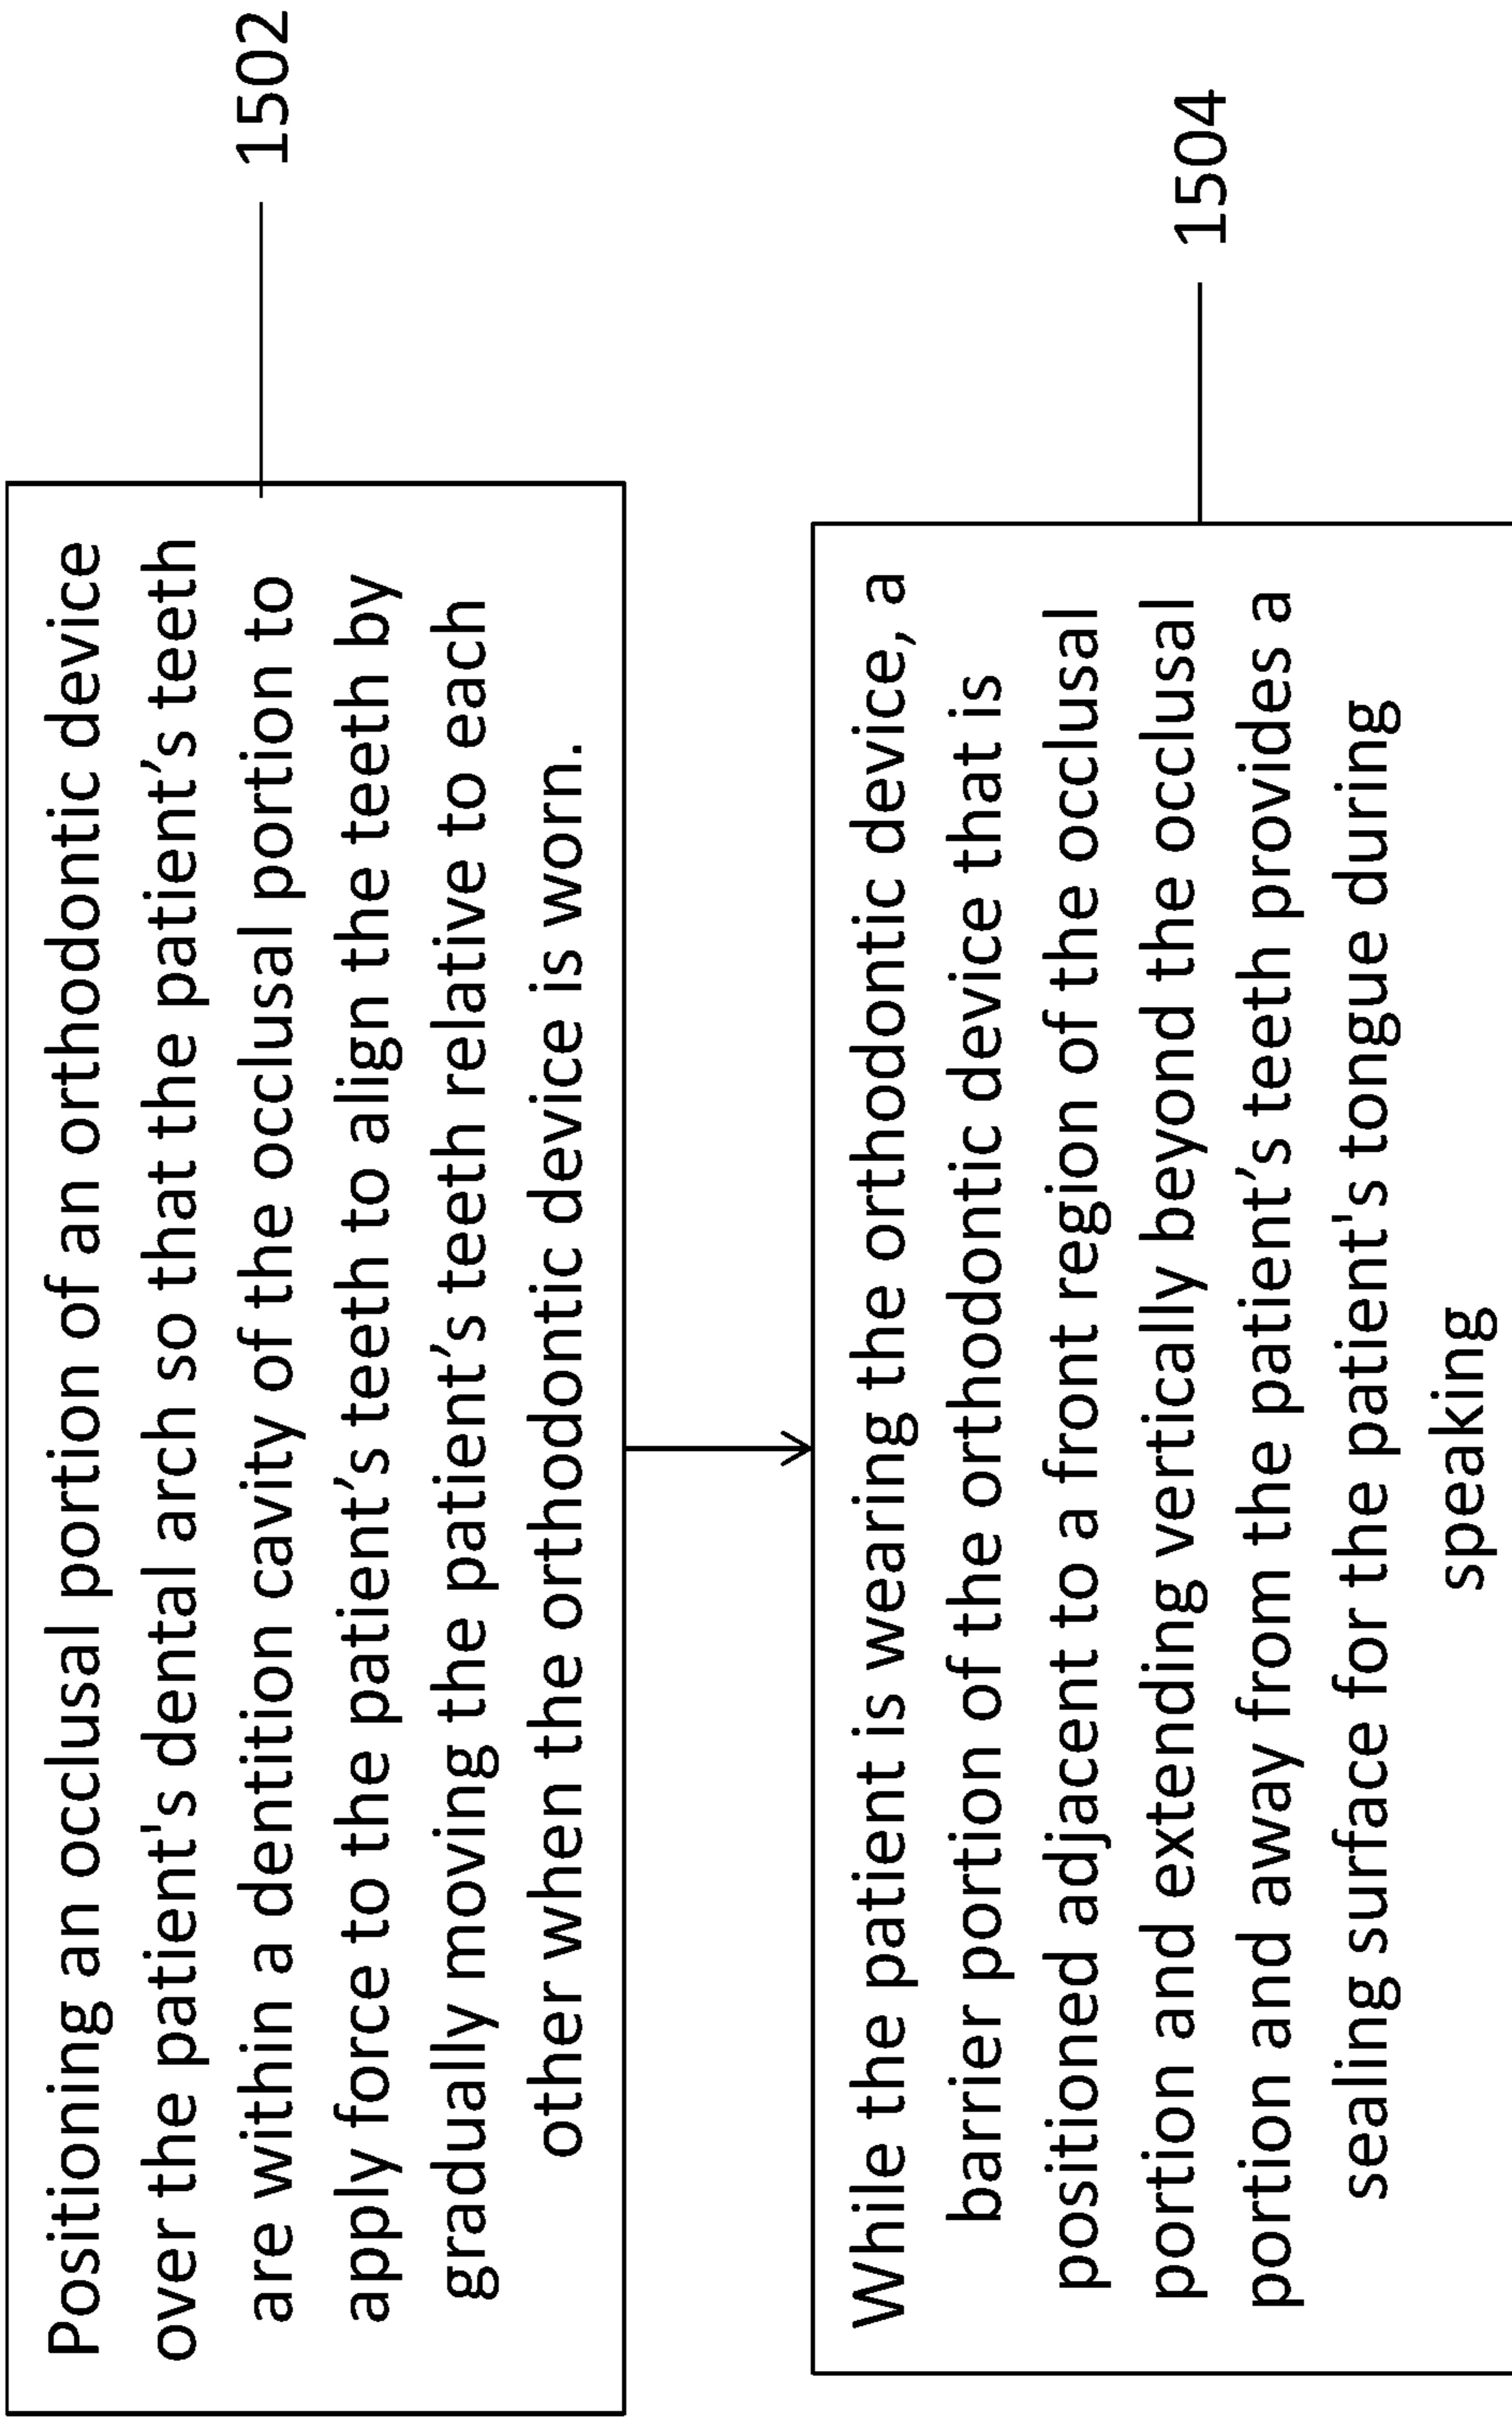 Positioning an occlusal portion of an orthodontic device
over the patient's dental arch so that the patient’s teeth
are within a dentition cavity of the occlusal portion to
apply force to the patient’s teeth to align the teeth by
gradually moving the patient’s teeth relative to each
other when the orthodontic device is worn.
1502
While the patient is wearing the orthodontic device, a
barrier portion of the orthodontic device that is
positioned adjacent to a front region of the occlusal
portion and extending vertically beyond the occlusal
portion and away from the patient’s teeth provides a
sealing surface for the patient's tongue during
speaking
1504